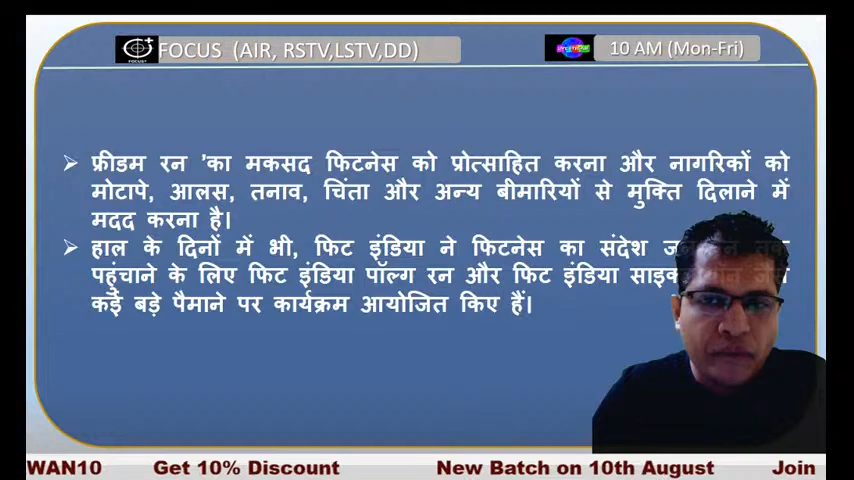 FOCUS (AIR, RSTV,LSTV,DD)
10 AM (Mon-Fri)
➢ फ्रीडम रन 'का मकसद फिटनेस को प्रोत्साहित करना और नागरिकों को
मोटापे, आलस, तनाव, चिंता और अन्य बीमारियों से मुक्ति दिलाने में
मदद करना है।
➢ हाल के दिनों में भी, फिट इंडिया ने फिटनेस का संदेश
पहुंचाने के लिए फिट इंडिया पॉल्ग रन और फिट इंडिया
कई बड़े पैमाने पर कार्यक्रम आयोजित किए हैं।
WAN10 Get 10% Discount New Batch on 10th August Join